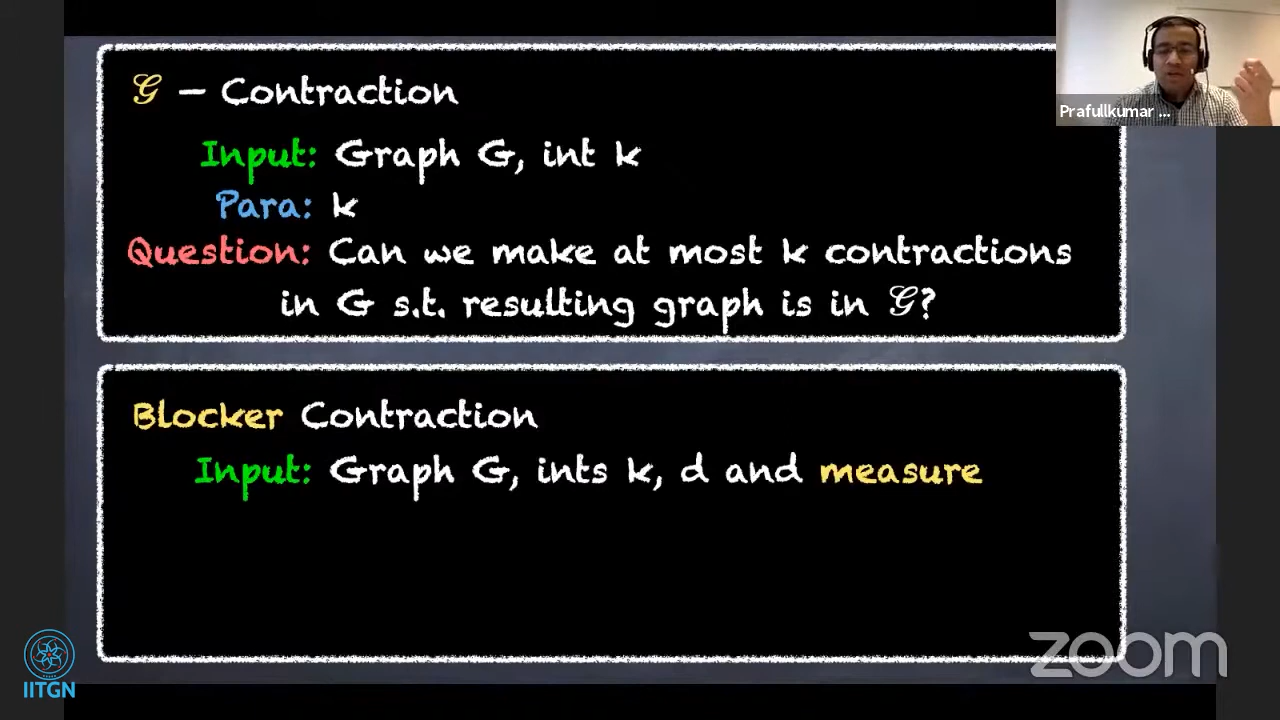 𝒢 – Contraction
Input: Graph G, int k
Para: k
Question: Can we make at most k contractions
in G s.t. resulting graph is in 𝒢?
Blocker Contraction
Input: Graph G, ints k, d and measure
Prafullkumar ...
IITGN
zoom